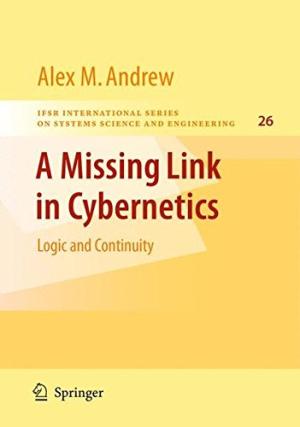 Alex M. Andrew
IFSR INTERNATIONAL SERIES
ON SYSTEMS SCIENCE AND ENGINEERING 26
A Missing Link
in Cybernetics
Logic and Continuity
Springer